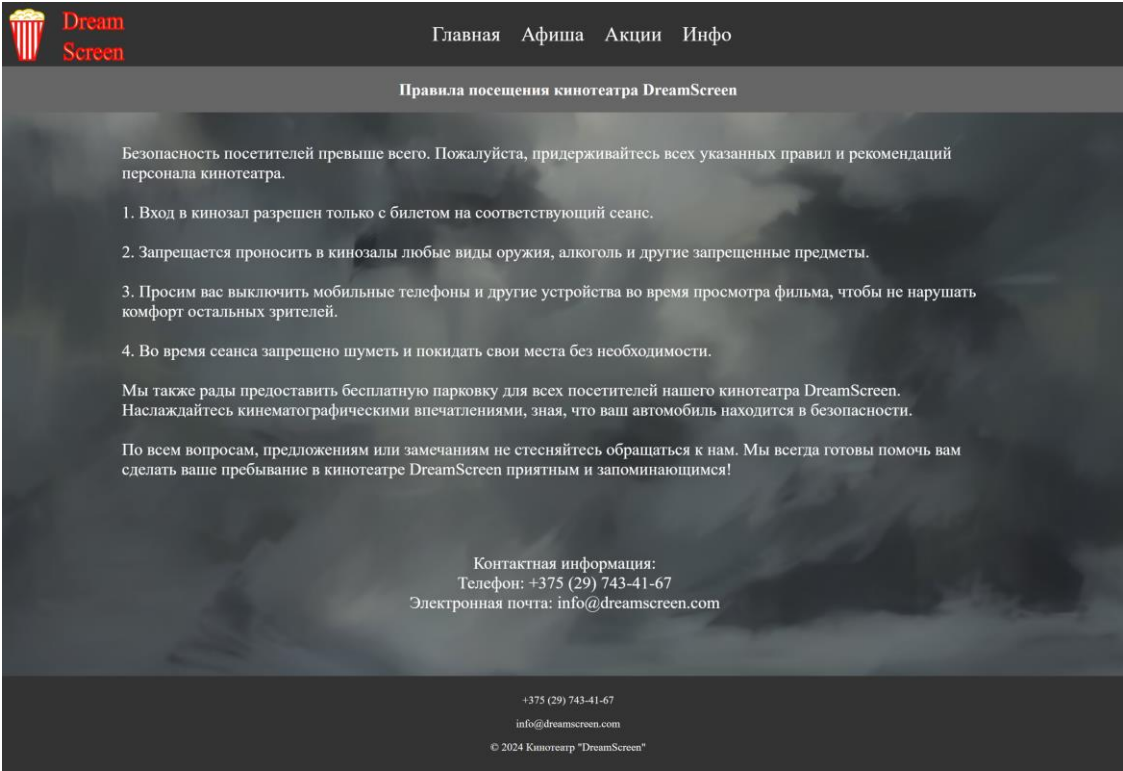 Dream
Screen
Главная Афиша Акции Инфо
Правила посещения кинотеатра DreamScreen
Безопасность посетителей превыше всего. Пожалуйста, придерживайтесь всех указанных правил и рекомендаций
персонала кинотеатра.
1. Вход в кинозал разрешен только с билетом на соответствующий сеанс.
2. Запрещается проносить в кинозалы любые виды оружия, алкоголь и другие запрещенные предметы.
3. Просим вас выключить мобильные телефоны и другие устройства во время просмотра фильма, чтобы не нарушать
комфорт остальных зрителей.
4. Во время сеанса запрещено шуметь и покидать свои места без необходимости.
Мы также рады предоставить бесплатную парковку для всех посетителей нашего кинотеатра DreamScreen.
Наслаждайтесь кинематографическими впечатлениями, зная, что ваш автомобиль находится в безопасности.
По всем вопросам, предложениям или замечаниям не стесняйтесь обращаться к нам. Мы всегда готовы помочь вам
сделать ваше пребывание в кинотеатре DreamScreen приятным и запоминающимся!
Контактная информация:
Телефон: +375 (29) 743-41-67
Электронная почта: info@dreamscreen.com
+375 (29) 743-41-67
info@dreamscreen.com
© 2024 Кинотеатр "DreamScreen"